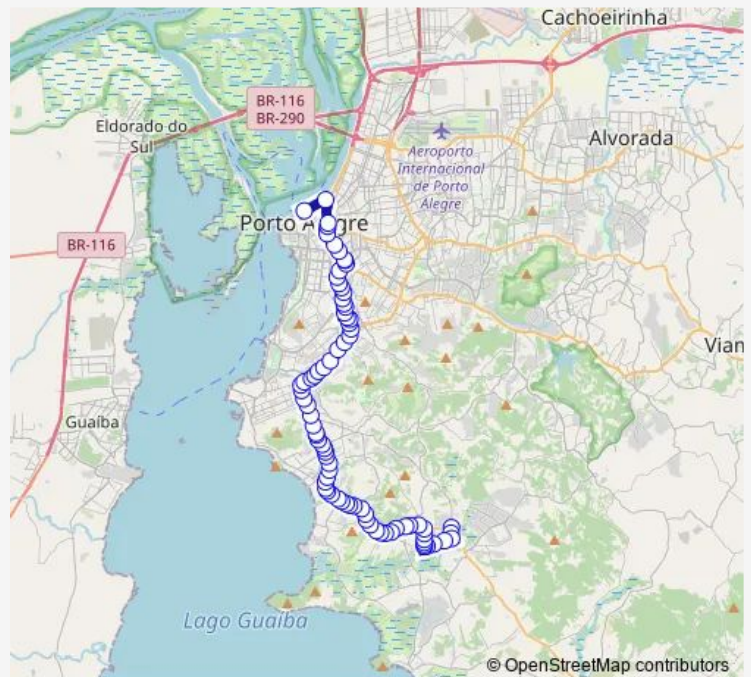 Cachoeirinha
BR-116
BR-290
Eldorado do
Sul
Alvorada
Aeroporto
Internacional
de Porto
Alegre
Porto Alegre
BR-116
Viam
Guaíba
Lago Guaíba
© OpenStreetMap contributors